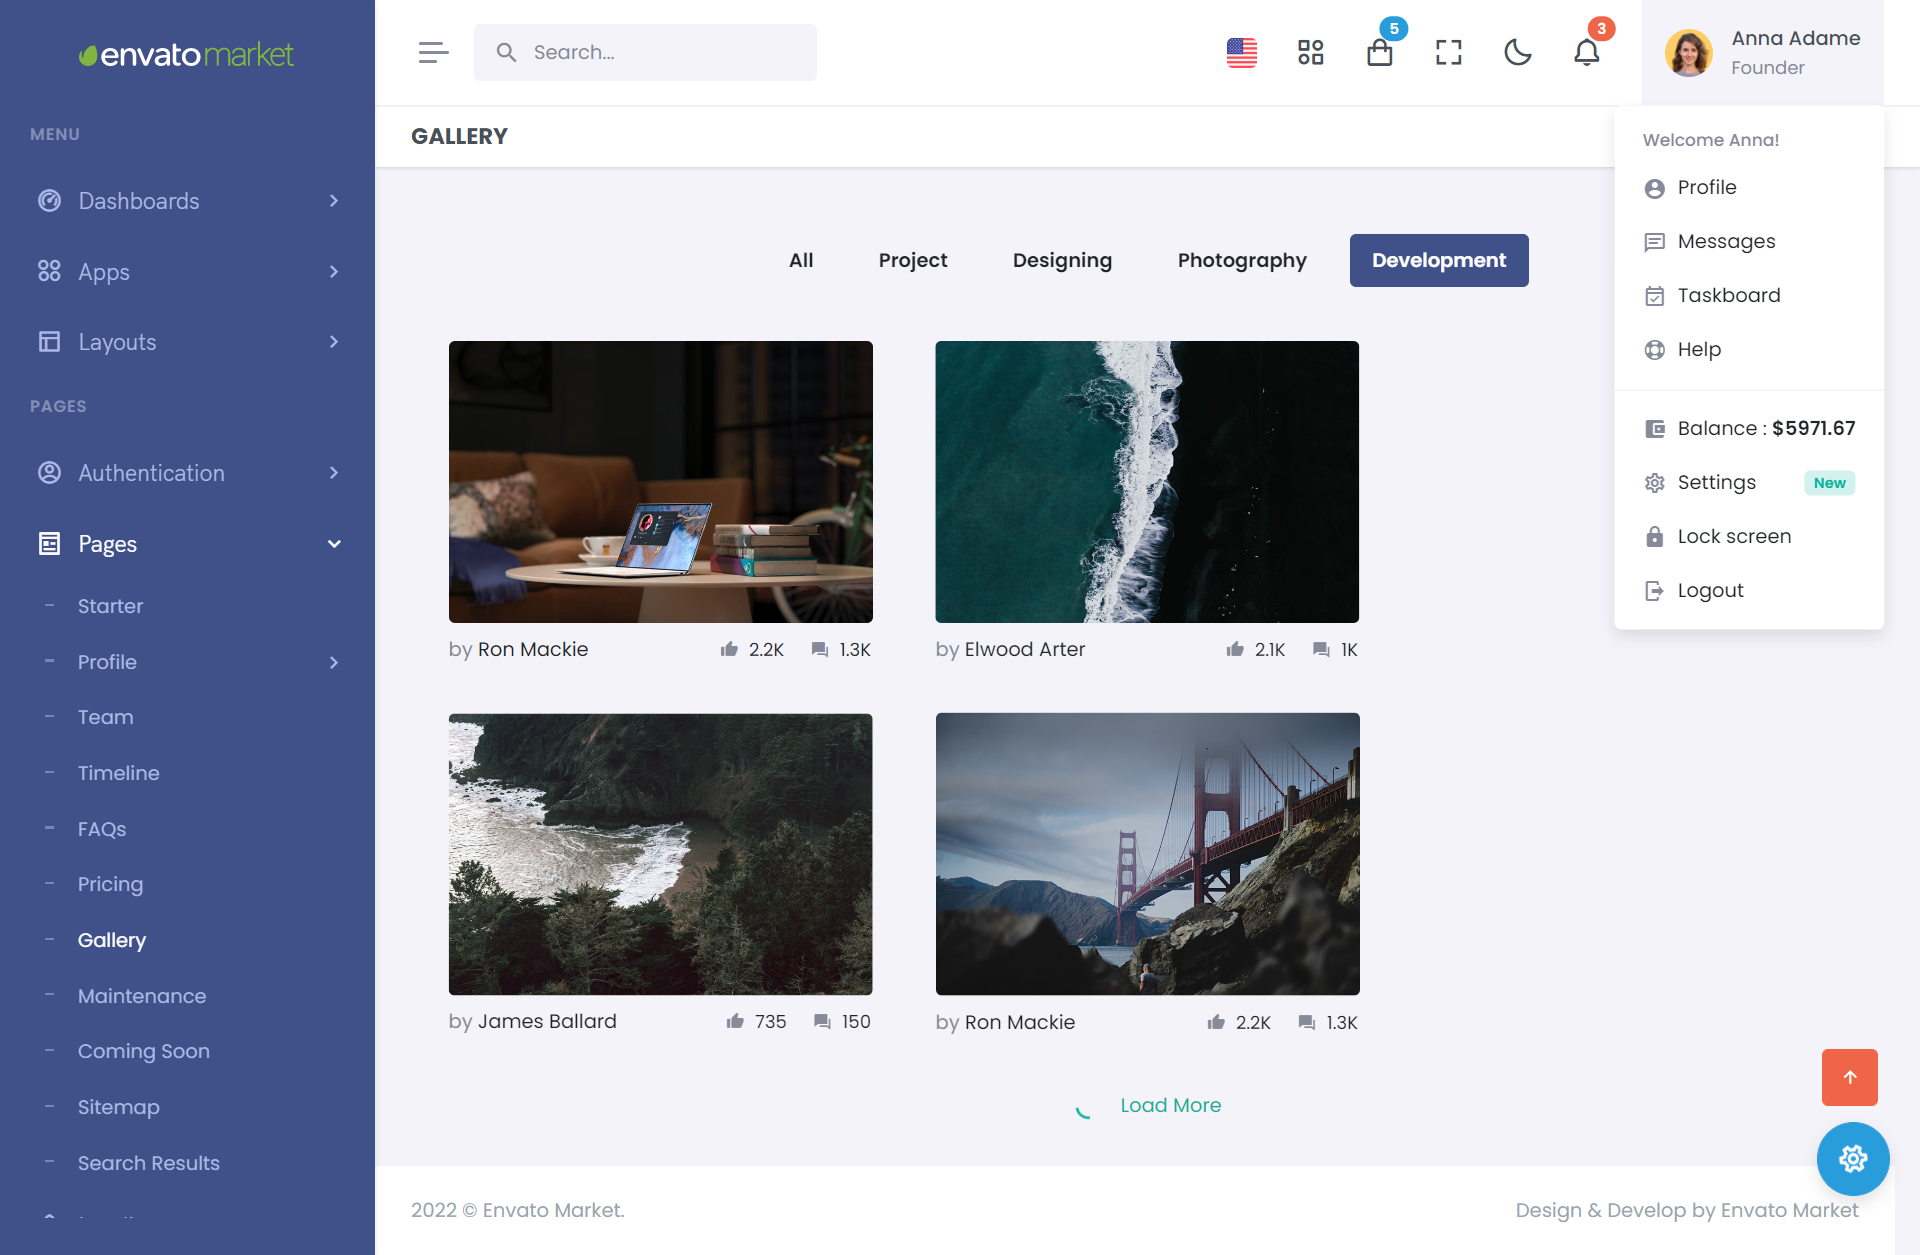 envato market
MENU
Dashboards
Apps
Layouts
PAGES
Authentication
Pages
Starter
Profile
Team
Timeline
FAQs
Pricing
Gallery
Maintenance
Coming Soon
Sitemap
Search Results
Search...
5
3
Anna Adame
Founder
GALLERY
Welcome Anna!
Profile
Messages
Taskboard
Help
Balance : $5971.67
Settings New
Lock screen
Logout
All Project Designing Photography Development
by Ron Mackie 2.2K 1.3K
by Elwood Arter 2.1K 1K
by James Ballard 735 150
by Ron Mackie 2.2K 1.3K
Load More
2022 © Envato Market.
Design & Develop by Envato Market